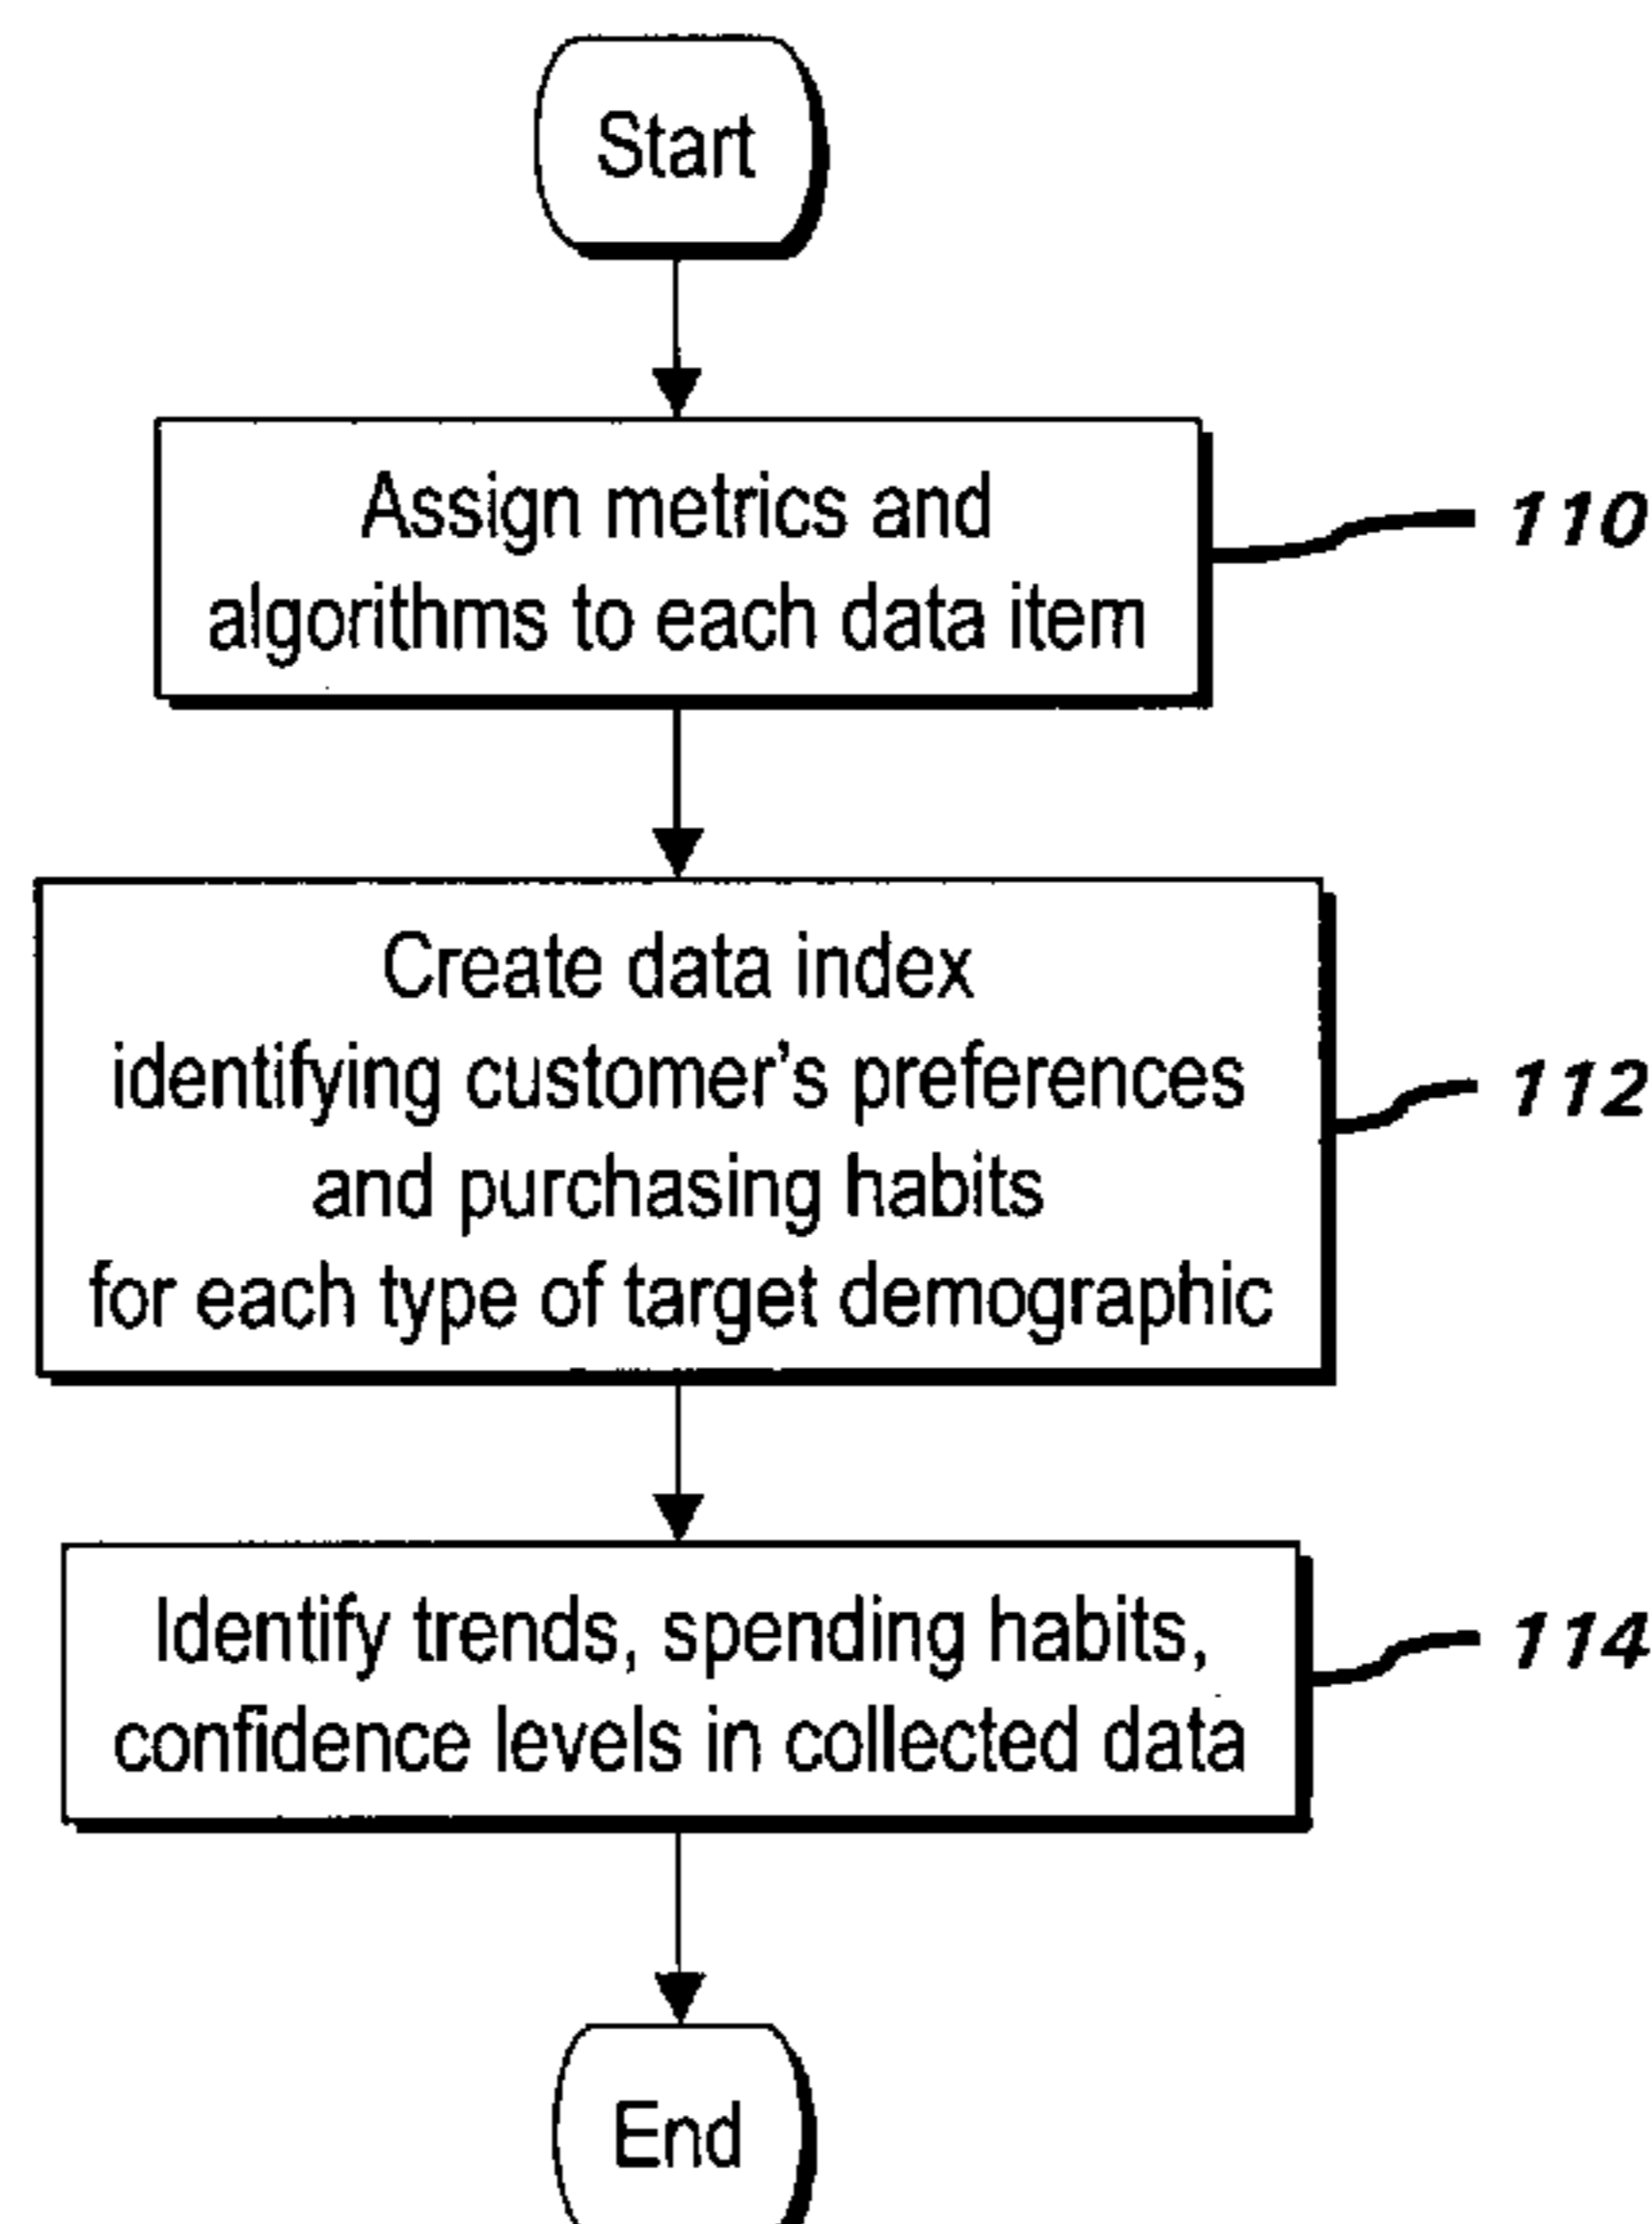 Start
Assign metrics and
algorithms to each data item
110
Create data index
identifying customer's preferences
and purchasing habits
for each type of target demographic
112
Identify trends, spending habits,
confidence levels in collected data
114
End